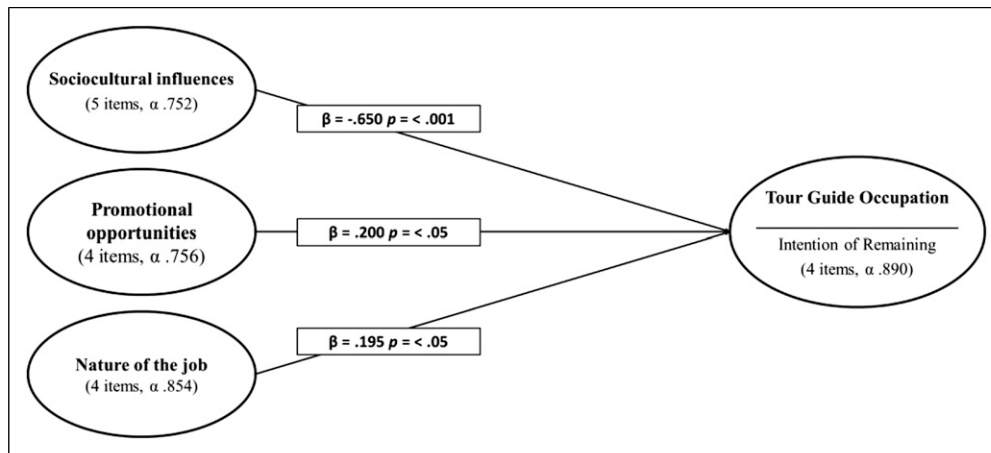 Sociocultural influences
(5 items, α .752)
β = -.650 p = < .001
Promotional
opportunities
(4 items, α .756)
β = .200 p = < .05
Nature of the job
(4 items, α .854)
β = .195 p = < .05
Tour Guide Occupation
Intention of Remaining
(4 items, α .890)